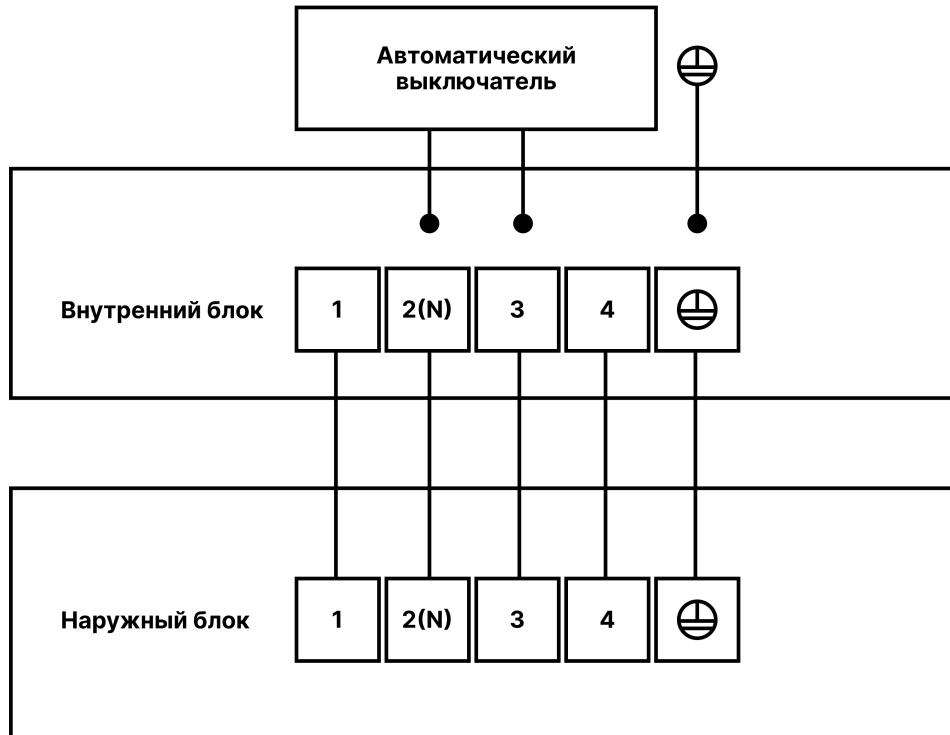 Автоматический
выключатель
Внутренний блок 1 2(N) 3 4
Наружный блок 1 2(N) 3 4